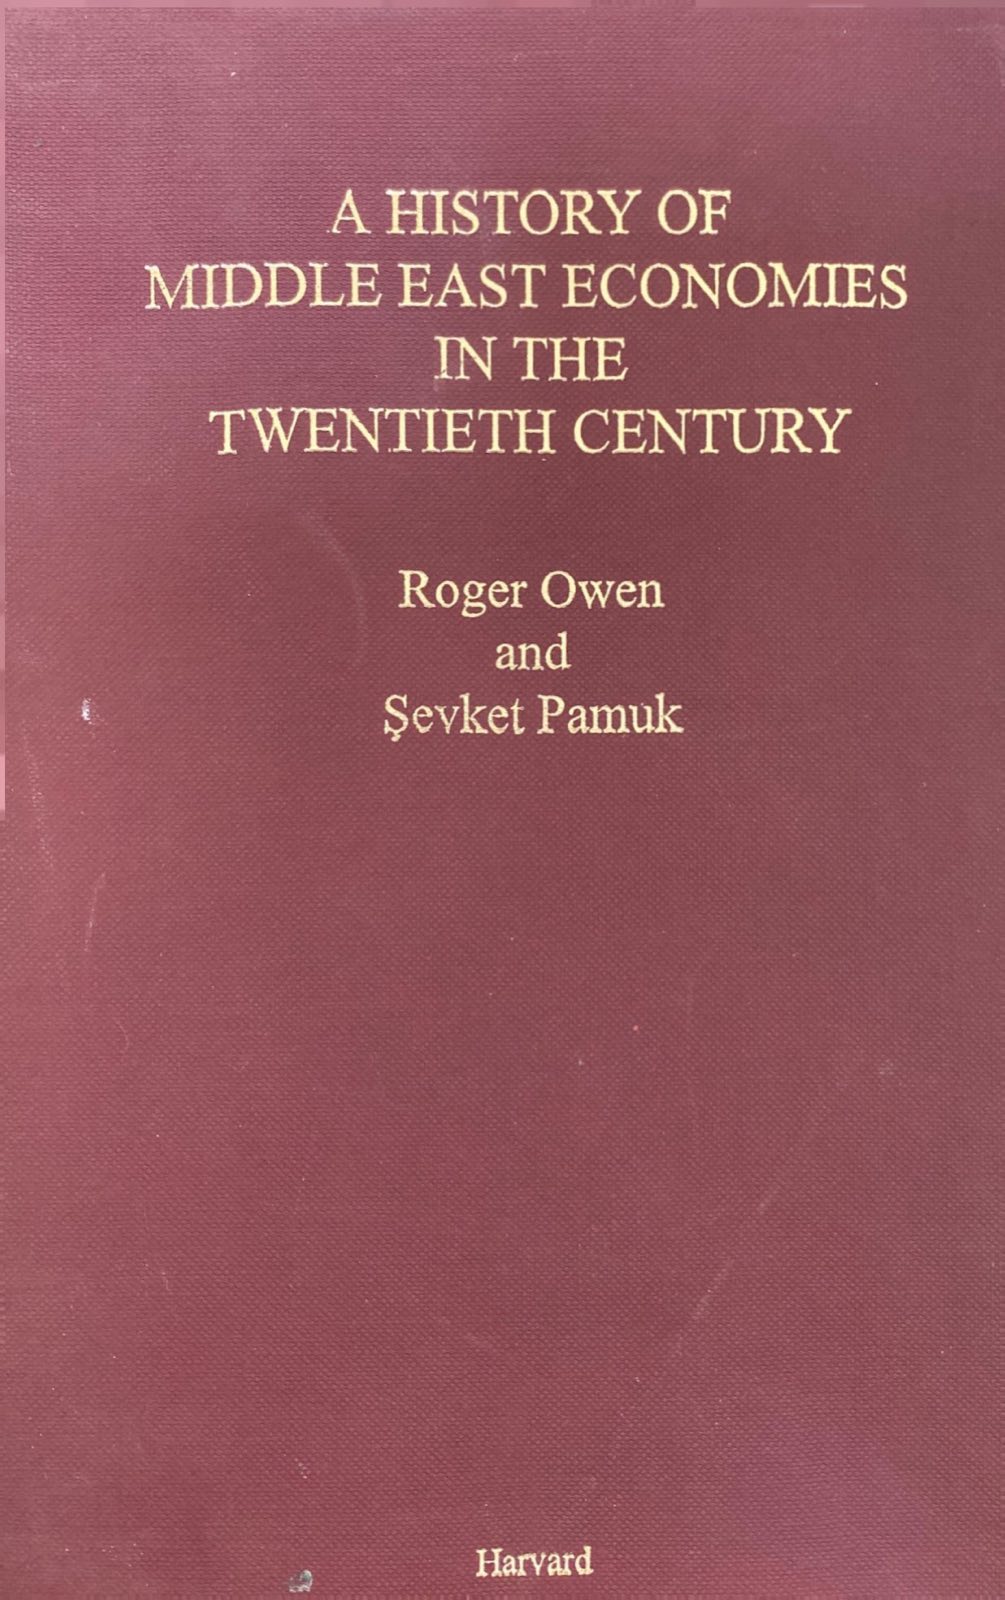 A HISTORY OF
MIDDLE EAST ECONOMIES
IN THE
TWENTIETH CENTURY
Roger Owen
and
Şevket Pamuk
Harvard